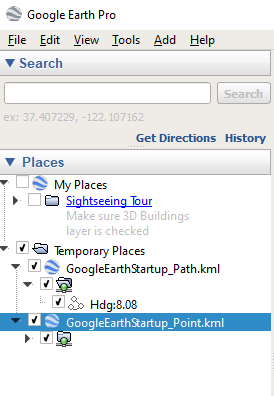 Google Earth Pro
File Edit View Tools Add Help
Search
Search
ex: 37.407229, -122.107162
Get Directions History
Places
My Places
Sightseeing Tour
Make sure 3D Buildings
layer is checked
Temporary Places
GoogleEarthStartup_Path.kml
Hdg:8.08
GoogleEarthStartup_Point.kml